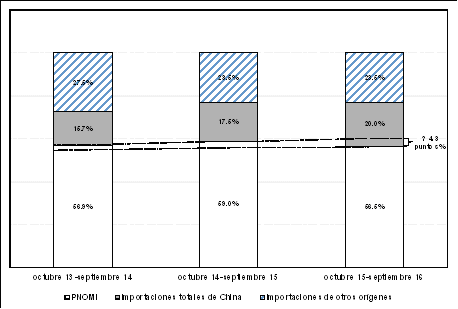 27.5% 23.5% 23.5%
15.7% 17.5% 20.0%
? 4.3
puntos%
56.9% 59.0% 56.5%
octubre 13-septiembre 14 octubre 14-septiembre 15 octubre 15-septiembre 16
PNOMI Importaciones totales de China Importaciones de otros orígenes